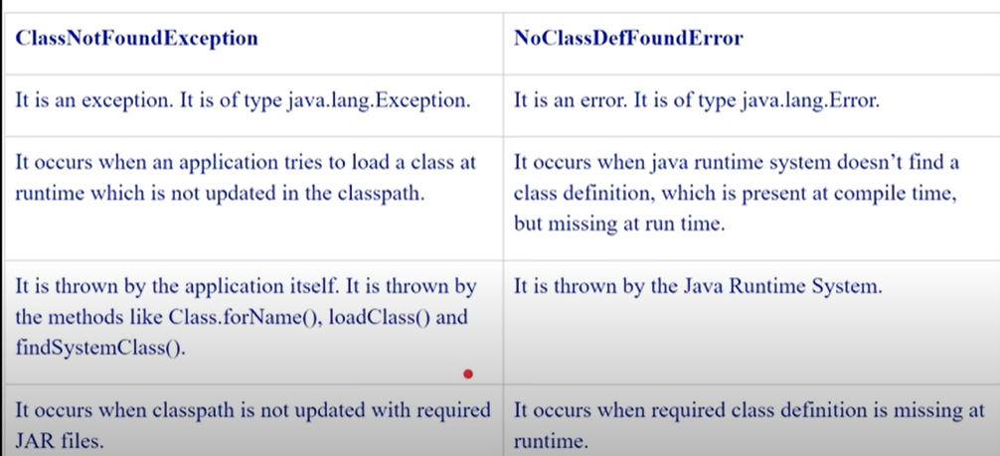 ClassNotFoundException
NoClassDefFoundError
It is an exception. It is of type java.lang.Exception.
It is an error. It is of type java.lang.Error.
It occurs when an application tries to load a class at
runtime which is not updated in the classpath.
It occurs when java runtime system doesn’t find a
class definition, which is present at compile time,
but missing at run time.
It is thrown by the application itself. It is thrown by
the methods like Class.forName(), loadClass() and
findSystemClass().
It is thrown by the Java Runtime System.
It occurs when classpath is not updated with required
JAR files.
It occurs when required class definition is missing at
runtime.